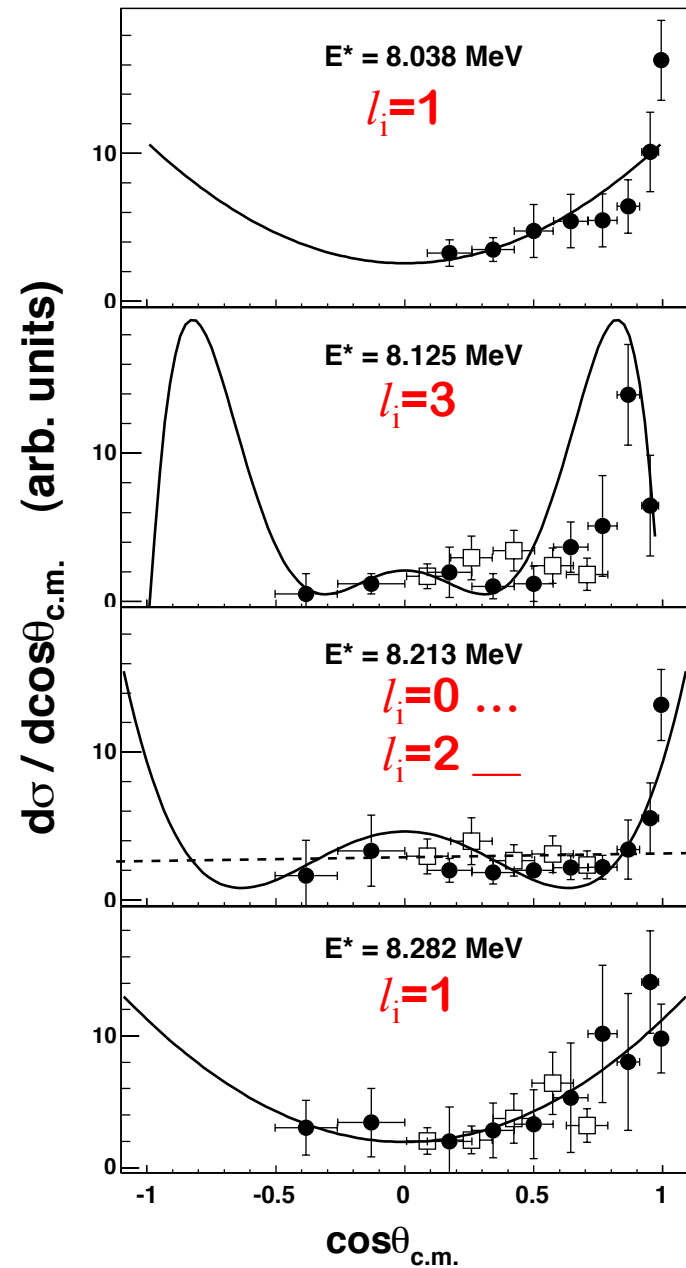 E* = 8.038 MeV
lᵢ=1
10
E* = 8.125 MeV
lᵢ=3
10
0
E* = 8.213 MeV
lᵢ=0 ...
lᵢ=2 __
10
0
E* = 8.282 MeV
lᵢ=1
10
0
-1 -0.5 0 0.5 1
cosθc.m.
dσ / dcosθc.m. (arb. units)